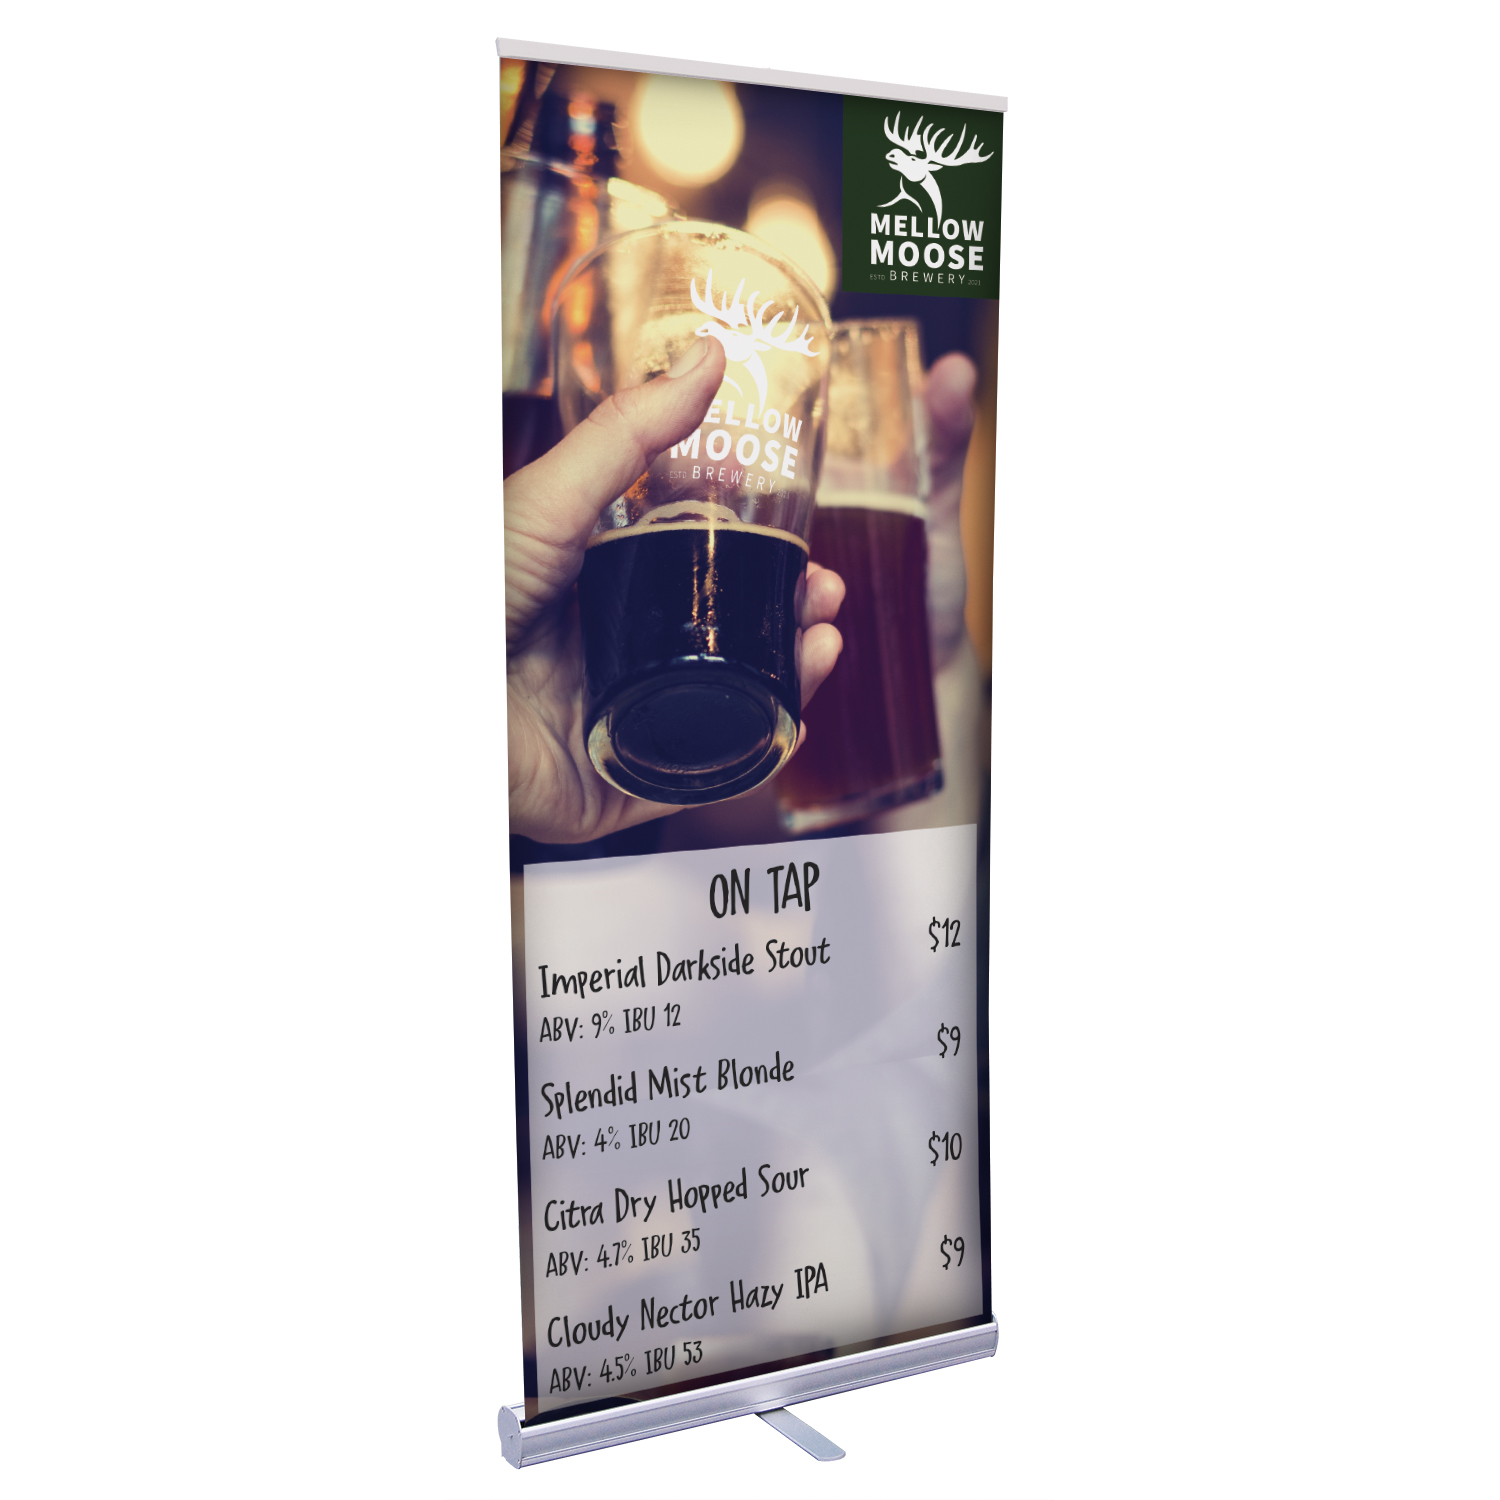 MELLOW
MOOSE
ESTD BREWERY 2021
ELLOW
MOOSE
ESTD BREWERY
ON TAP
Imperial Darkside Stout $12
ABV: 9% IBU 12
Splendid Mist Blonde $9
ABV: 4% IBU 20
Citra Dry Hopped Sour $10
ABV: 4.7% IBU 35
Cloudy Nector Hazy IPA $9
ABV: 4.5% IBU 53